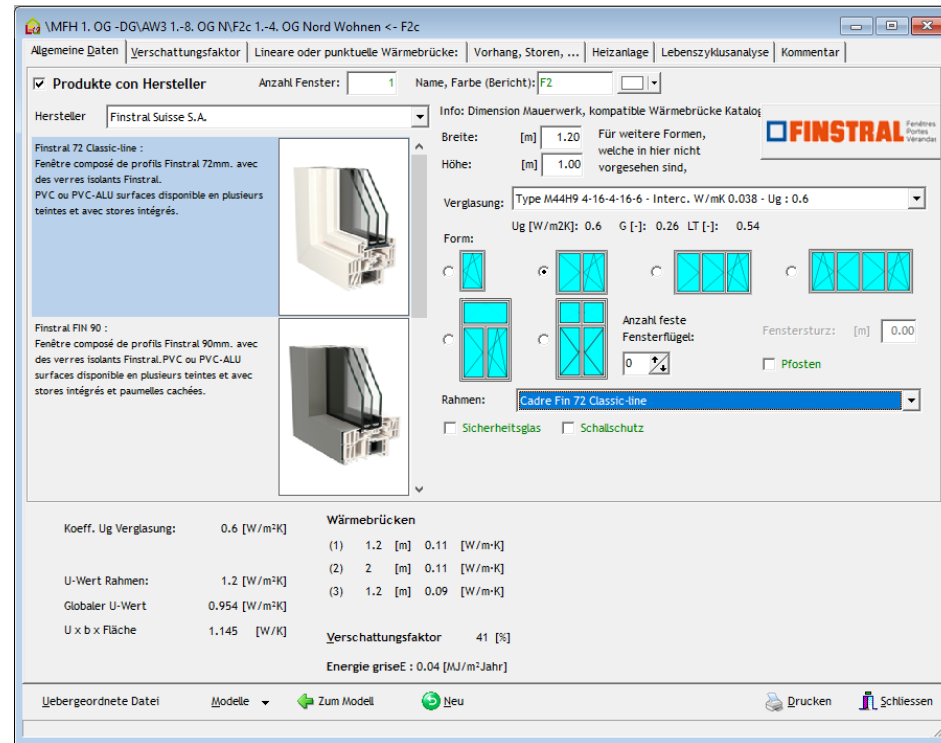 \MFH 1. OG -DG\AW3 1.-8. OG N\F2c 1.-4. OG Nord Wohnen <- F2c
Allgemeine Daten
Verschattungsfaktor
Lineare oder punktuelle Wärmebrücke:
Vorhang, Storen, ...
Heizanlage
Lebenszyklusanalyse
Kommentar
Produkte con Hersteller
Anzahl Fenster: 1
Name, Farbe (Bericht): F2
Hersteller Finstral Suisse S.A.
Info: Dimension Mauerwerk, kompatible Wärmebrücke Katalog
FINSTRAL
Fenêtres
Portes
Vérandas
Finstral 72 Classic-line :
Fenêtre composé de profils Finstral 72mm. avec
des verres isolants Finstral.
PVC ou PVC-ALU surfaces disponible en plusieurs
teintes et avec stores intégrés.
Finstral FIN 90 :
Fenêtre composé de profils Finstral 90mm. avec
des verres isolants Finstral.PVC ou PVC-ALU
surfaces disponible en plusieurs teintes et avec
stores intégrés et paumelles cachées.
Breite: [m] 1.20
Höhe: [m] 1.00
Für weitere Formen,
welche in hier nicht
vorgesehen sind,
Verglasung: Type M44H9 4-16-4-16-6 - Interc. W/mK 0.038 - Ug : 0.6
Ug [W/m2K]: 0.6 G [-]: 0.26 LT [-]: 0.54
Form:
Anzahl feste
Fensterflügel:
0
Fenstersturz: [m] 0.00
Pfosten
Rahmen: Cadre Fin 72 Classic-line
Sicherheitsglas
Schallschutz
Koeff. Ug Verglasung: 0.6 [W/m²K]
U-Wert Rahmen: 1.2 [W/m²K]
Globaler U-Wert 0.954 [W/m²K]
U x b x Fläche 1.145 [W/K]
Wärmebrücken
(1) 1.2 [m] 0.11 [W/m·K]
(2) 2 [m] 0.11 [W/m·K]
(3) 1.2 [m] 0.09 [W/m·K]
Verschattungsfaktor 41 [%]
Energie griseE : 0.04 [MJ/m²Jahr]
Uebergeordnete Datei
Modelle
Zum Modell
Neu
Drucken
Schliessen